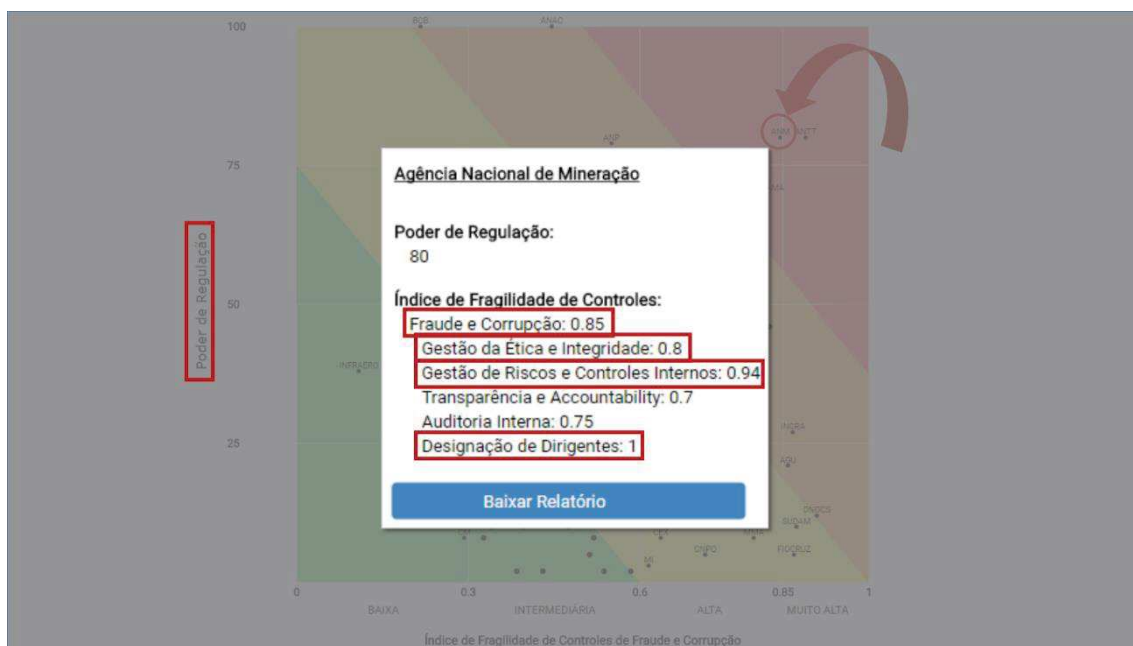 100
BCB
ANAC
ANM
ANTT
ANP
75
Agência Nacional de Mineração
Poder de Regulação:
80
Índice de Fragilidade de Controles:
Fraude e Corrupção: 0.85
Gestão da Ética e Integridade: 0.8
Gestão de Riscos e Controles Internos: 0.94
Transparência e Accountability: 0.7
Auditoria Interna: 0.75
Designação de Dirigentes: 1
Baixar Relatório
Poder de Regulação
50
INFRAERO
25
INCRA
AGU
DNOCS
SUDAM
CEX
CNPQ
FIOCRUZ
MI
0
0.3
0.6
0.85
1
BAIXA
INTERMEDIÁRIA
ALTA
MUITO ALTA
Índice de Fragilidade de Controles de Fraude e Corrupção